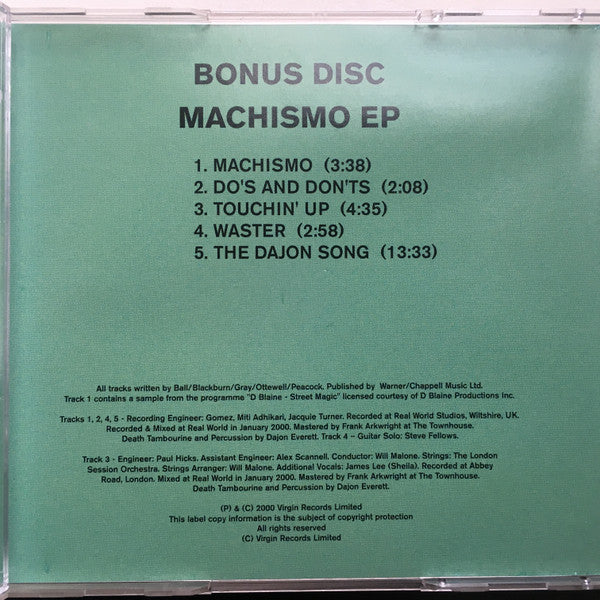 BONUS DISC
MACHISMO EP
1. MACHISMO (3:38)
2. DO'S AND DON'TS (2:08)
3. TOUCHIN' UP (4:35)
4. WASTER (2:58)
5. THE DAJON SONG (13:33)
All tracks written by Ball/Blackburn/Gray/Ottewell/Peacock. Published by Warner/Chappell Music Ltd.
Track 1 contains a sample from the programme "D Blaine - Street Magic" licensed courtesy of D Blaine Productions Inc.
Tracks 1, 2, 4, 5 - Recording Engineer: Gomez, Miti Adhikari, Jacquie Turner. Recorded at Real World Studios, Wiltshire, UK.
Recorded & Mixed at Real World in January 2000. Mastered by Frank Arkwright at The Townhouse.
Death Tambourine and Percussion by Dajon Everett. Track 4 – Guitar Solo: Steve Fellows.
Track 3 - Engineer: Paul Hicks. Assistant Engineer: Alex Scannell. Conductor: Will Malone. Strings: The London
Session Orchestra. Strings Arranger: Will Malone. Additional Vocals: James Lee (Sheila). Recorded at Abbey
Road, London. Mixed at Real World in January 2000. Mastered by Frank Arkwright at The Townhouse.
Death Tambourine and Percussion by Dajon Everett.
(P) & (C) 2000 Virgin Records Limited
This label copy information is the subject of copyright protection
All rights reserved
(C) Virgin Records Limited